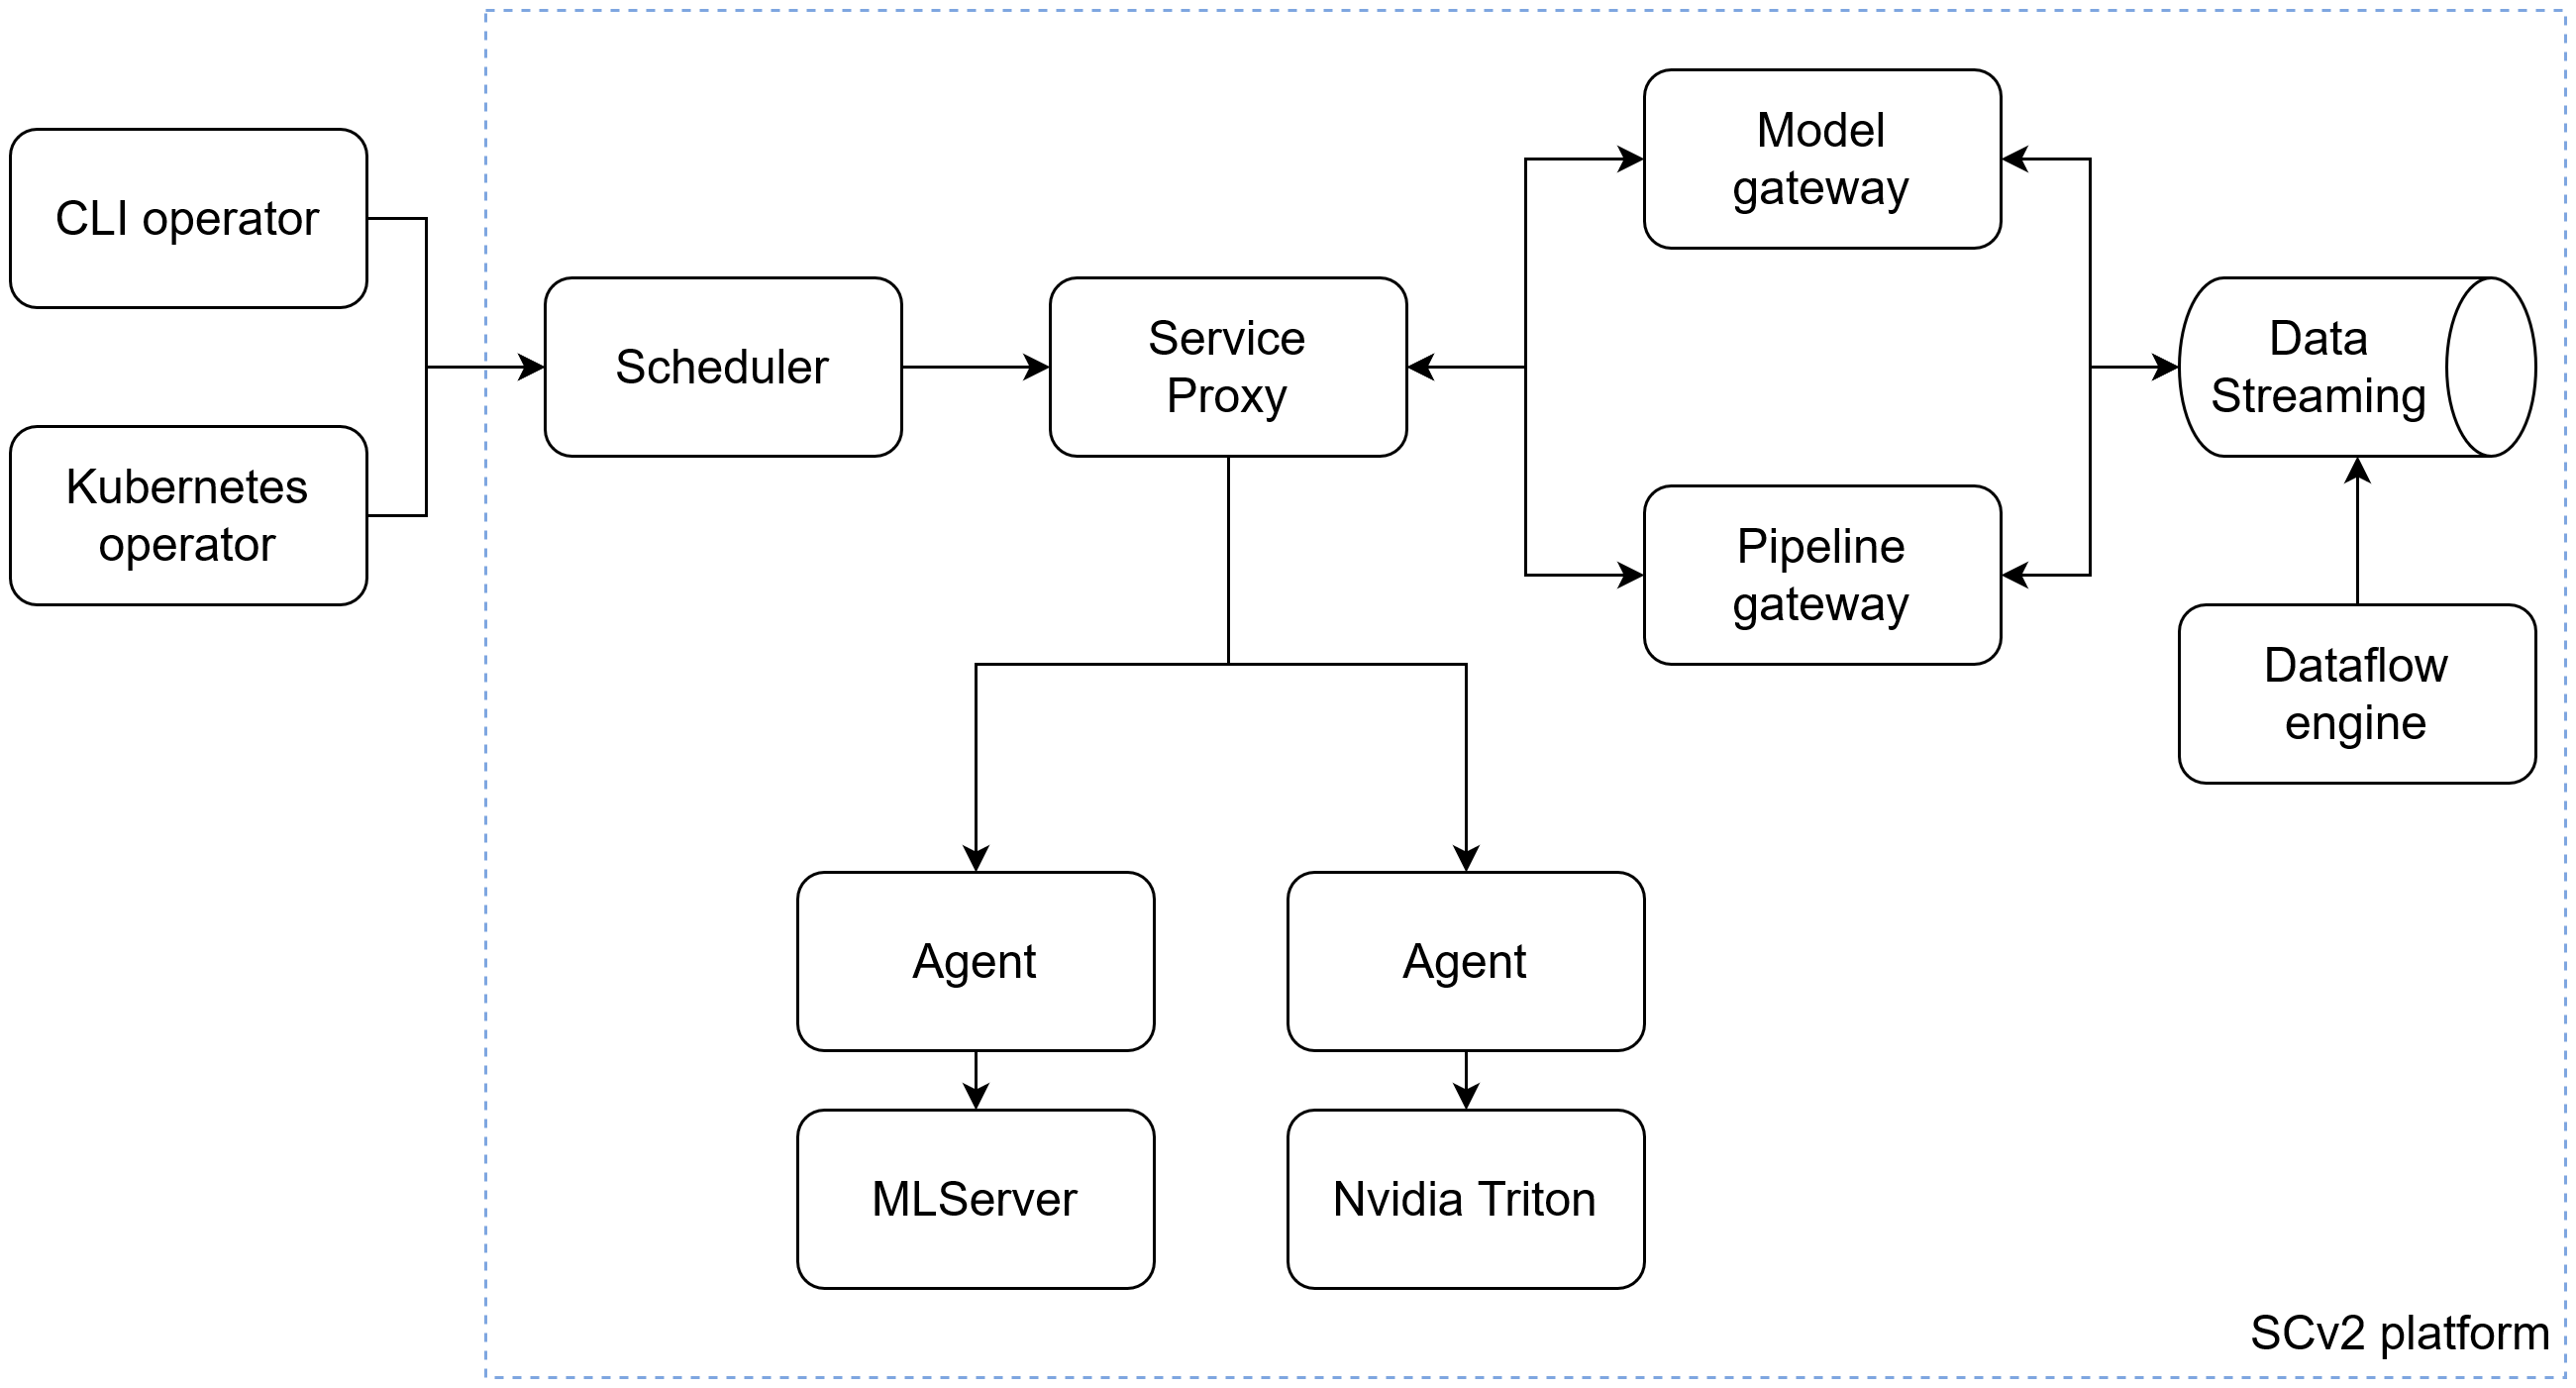 CLI operator
Kubernetes
operator
Scheduler
Service
Proxy
Model
gateway
Pipeline
gateway
Data
Streaming
Dataflow
engine
Agent
Agent
MLServer
Nvidia Triton
SCv2 platform